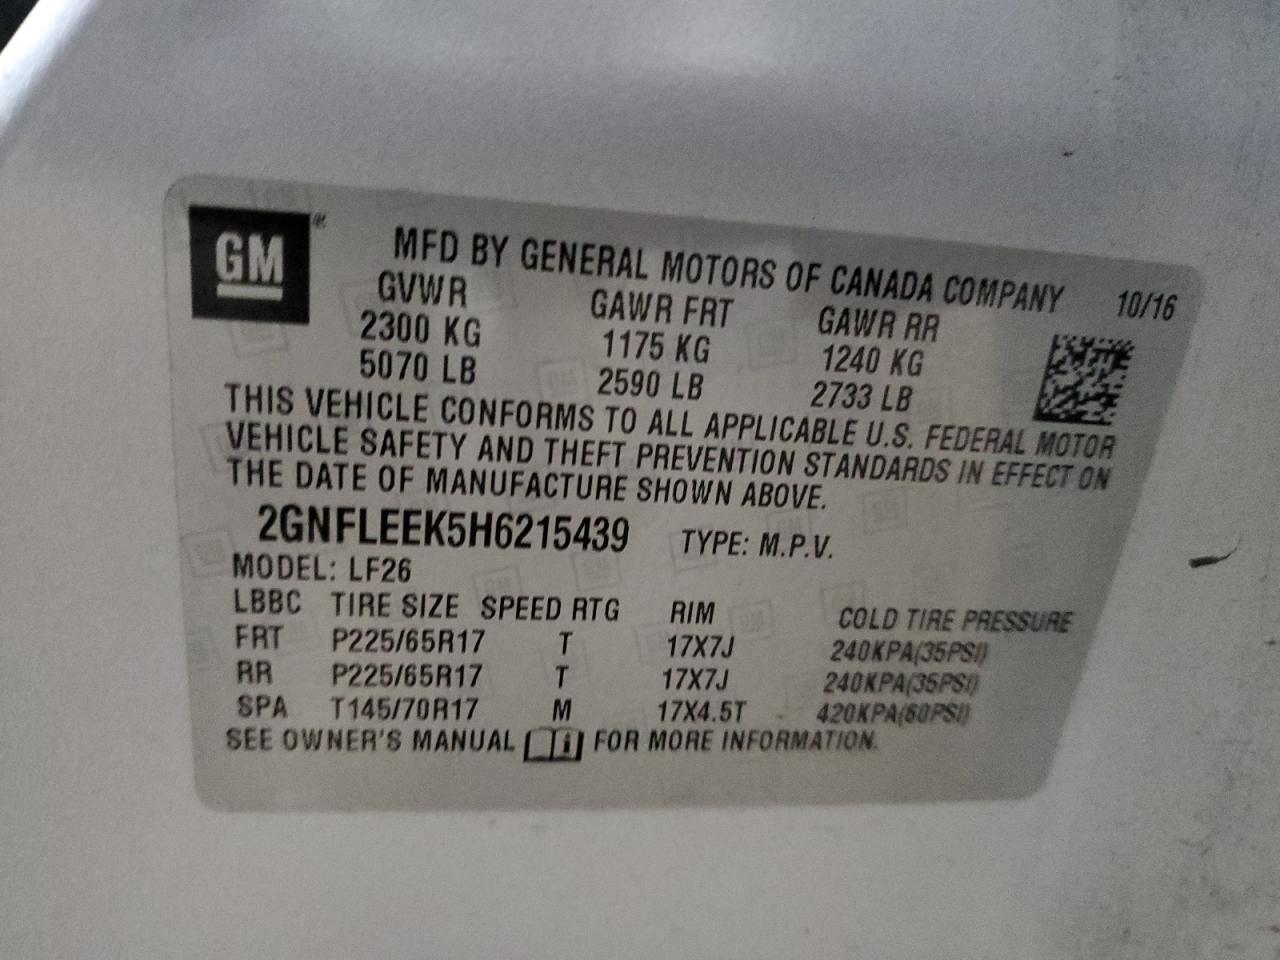 GM®
MFD BY GENERAL MOTORS OF CANADA COMPANY 10/16
GVWR GAWR FRT GAWR RR
2300 KG 1175 KG 1240 KG
5070 LB 2590 LB 2733 LB
THIS VEHICLE CONFORMS TO ALL APPLICABLE U.S. FEDERAL MOTOR
VEHICLE SAFETY AND THEFT PREVENTION STANDARDS IN EFFECT ON
THE DATE OF MANUFACTURE SHOWN ABOVE.
2GNFLEEK5H6215439 TYPE: M.P.V.
MODEL: LF26
LBBC TIRE SIZE SPEED RTG RIM COLD TIRE PRESSURE
FRT P225/65R17 T 17X7J 240KPA(35PSI)
RR P225/65R17 T 17X7J 240KPA(35PSI)
SPA T145/70R17 M 17X4.5T 420KPA(60PSI)
SEE OWNER'S MANUAL i FOR MORE INFORMATION.